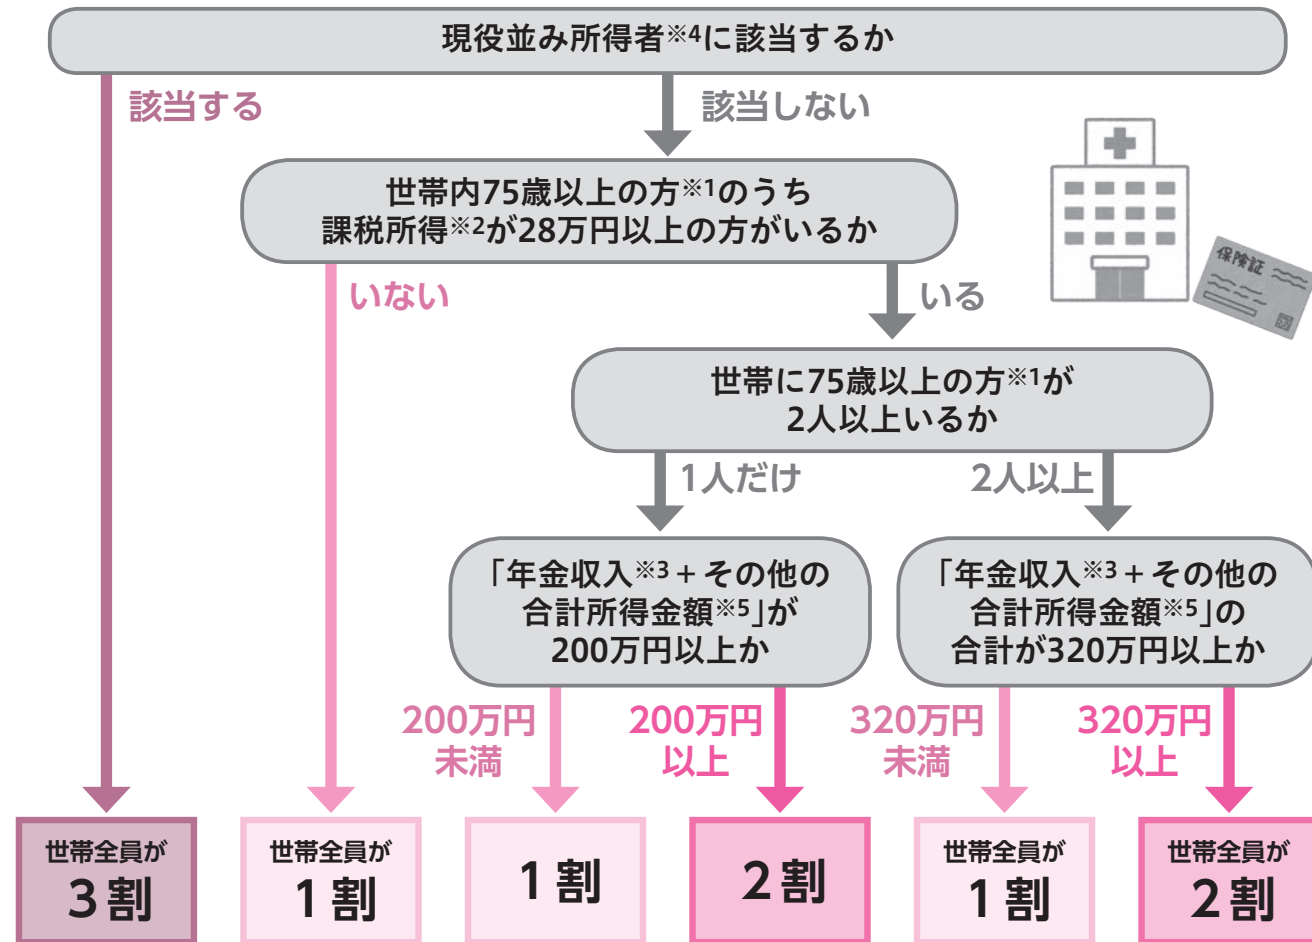 現役並み所得者※4に該当するか
該当する
該当しない
世帯内75歳以上の方※1のうち
課税所得※2が28万円以上の方がいるか
保険証
いない
いる
世帯に75歳以上の方※1が
2人以上いるか
1人だけ
2人以上
「年金収入※3+その他の
合計所得金額※5」が
200万円以上か
「年金収入※3+その他の
合計所得金額※5」の
合計が320万円以上か
200万円
未満
200万円
以上
320万円
未満
320万円
以上
世帯全員が
3割
世帯全員が
1割
1割
2割
世帯全員が
1割
世帯全員が
2割